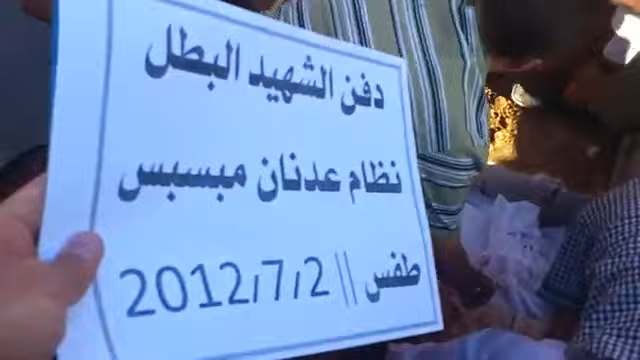 دفن الشهيد البطل
نظام عدنان مبسبس
طفس || 2012/7/2